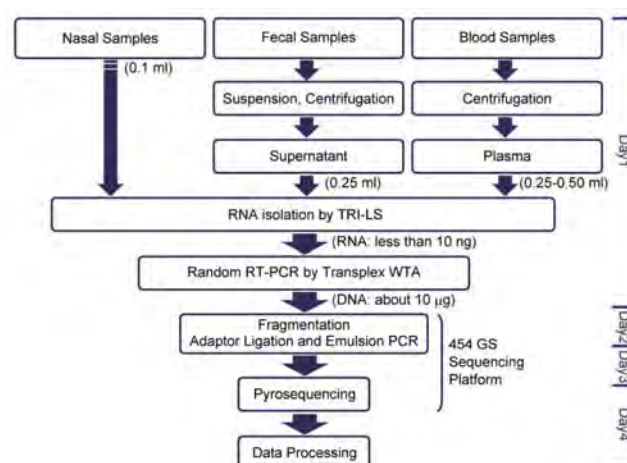 Nasal Samples
Fecal Samples
Blood Samples
(0.1 ml)
Suspension, Centrifugation
Centrifugation
Supernatant
Plasma
(0.25 ml)
(0.25-0.50 ml)
RNA isolation by TRI-LS
(RNA: less than 10 ng)
Random RT-PCR by Transplex WTA
(DNA: about 10 μg)
Fragmentation
Adaptor Ligation and Emulsion PCR
454 GS
Sequencing
Platform
Pyrosequencing
Data Processing
Day1
Day2
Day3
Day4